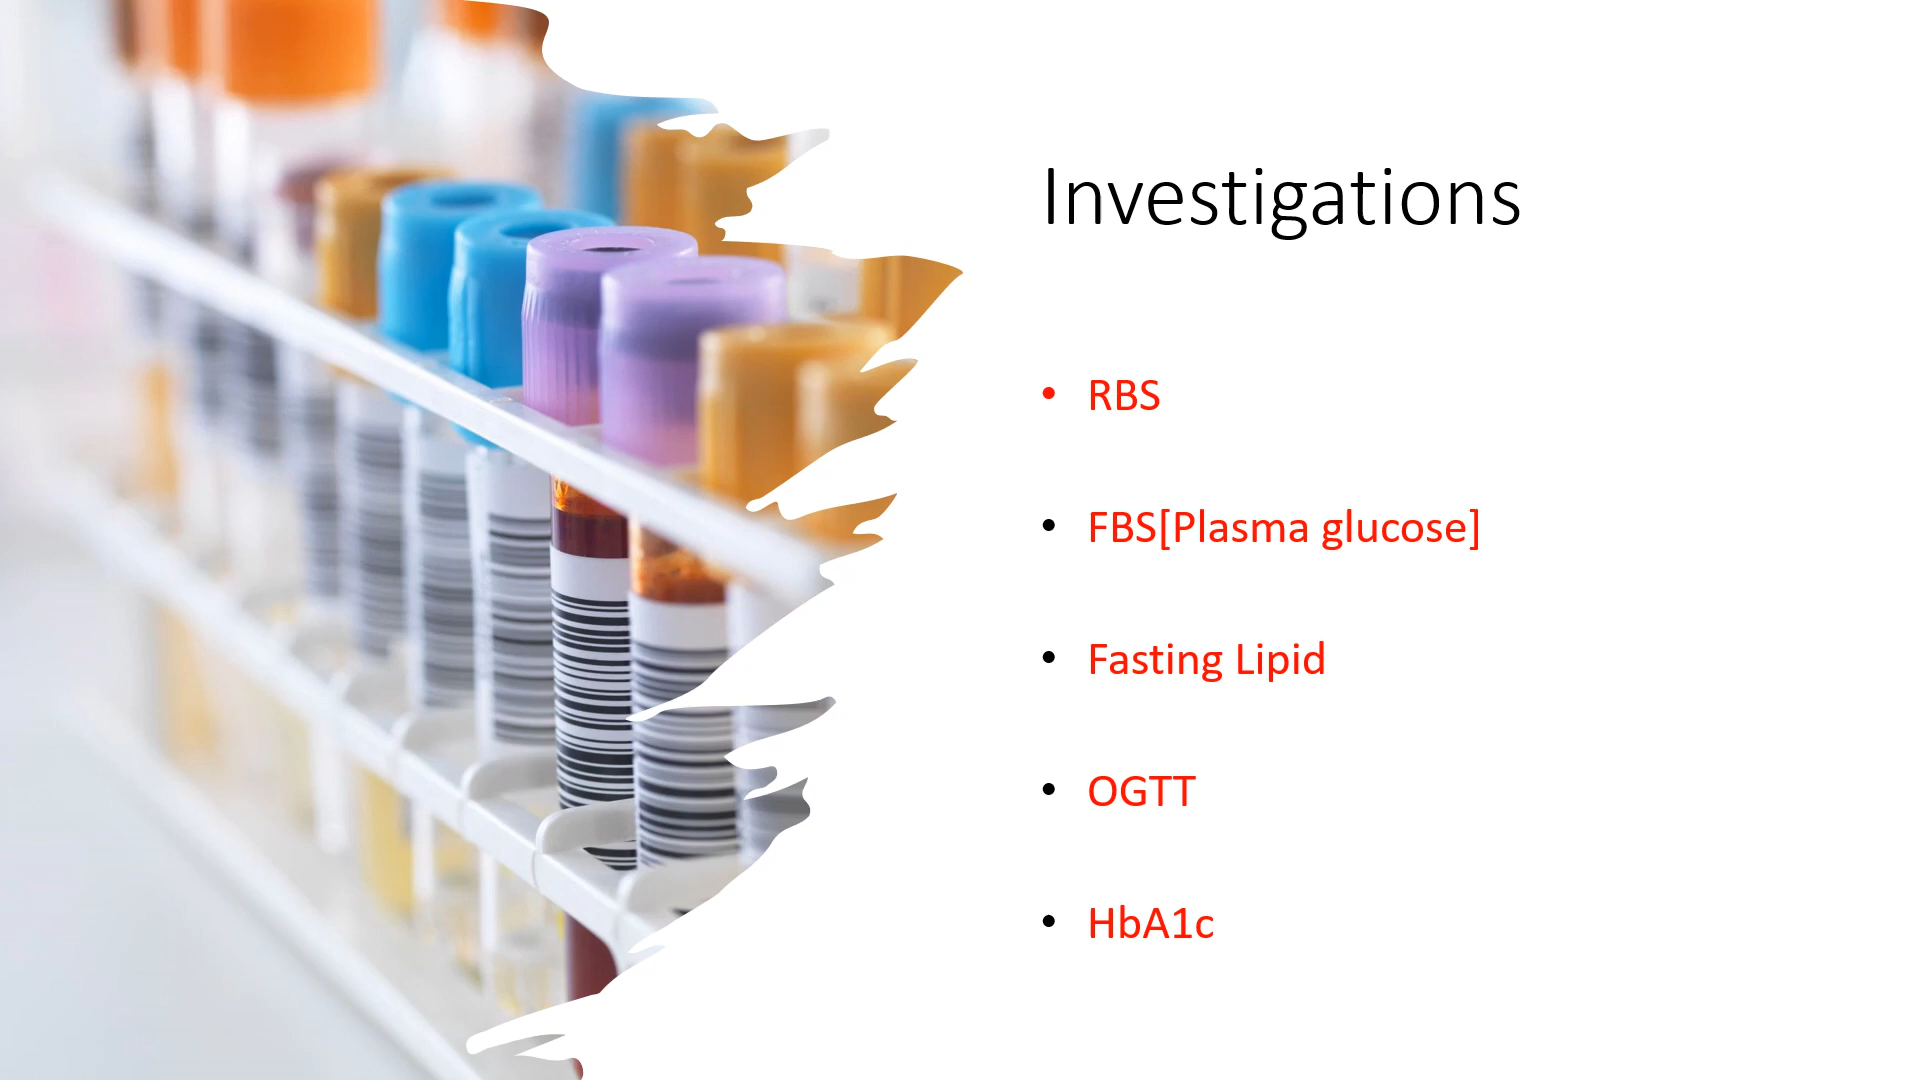 Investigations
• RBS
• FBS[Plasma glucose]
• Fasting Lipid
• OGTT
• HbA1c